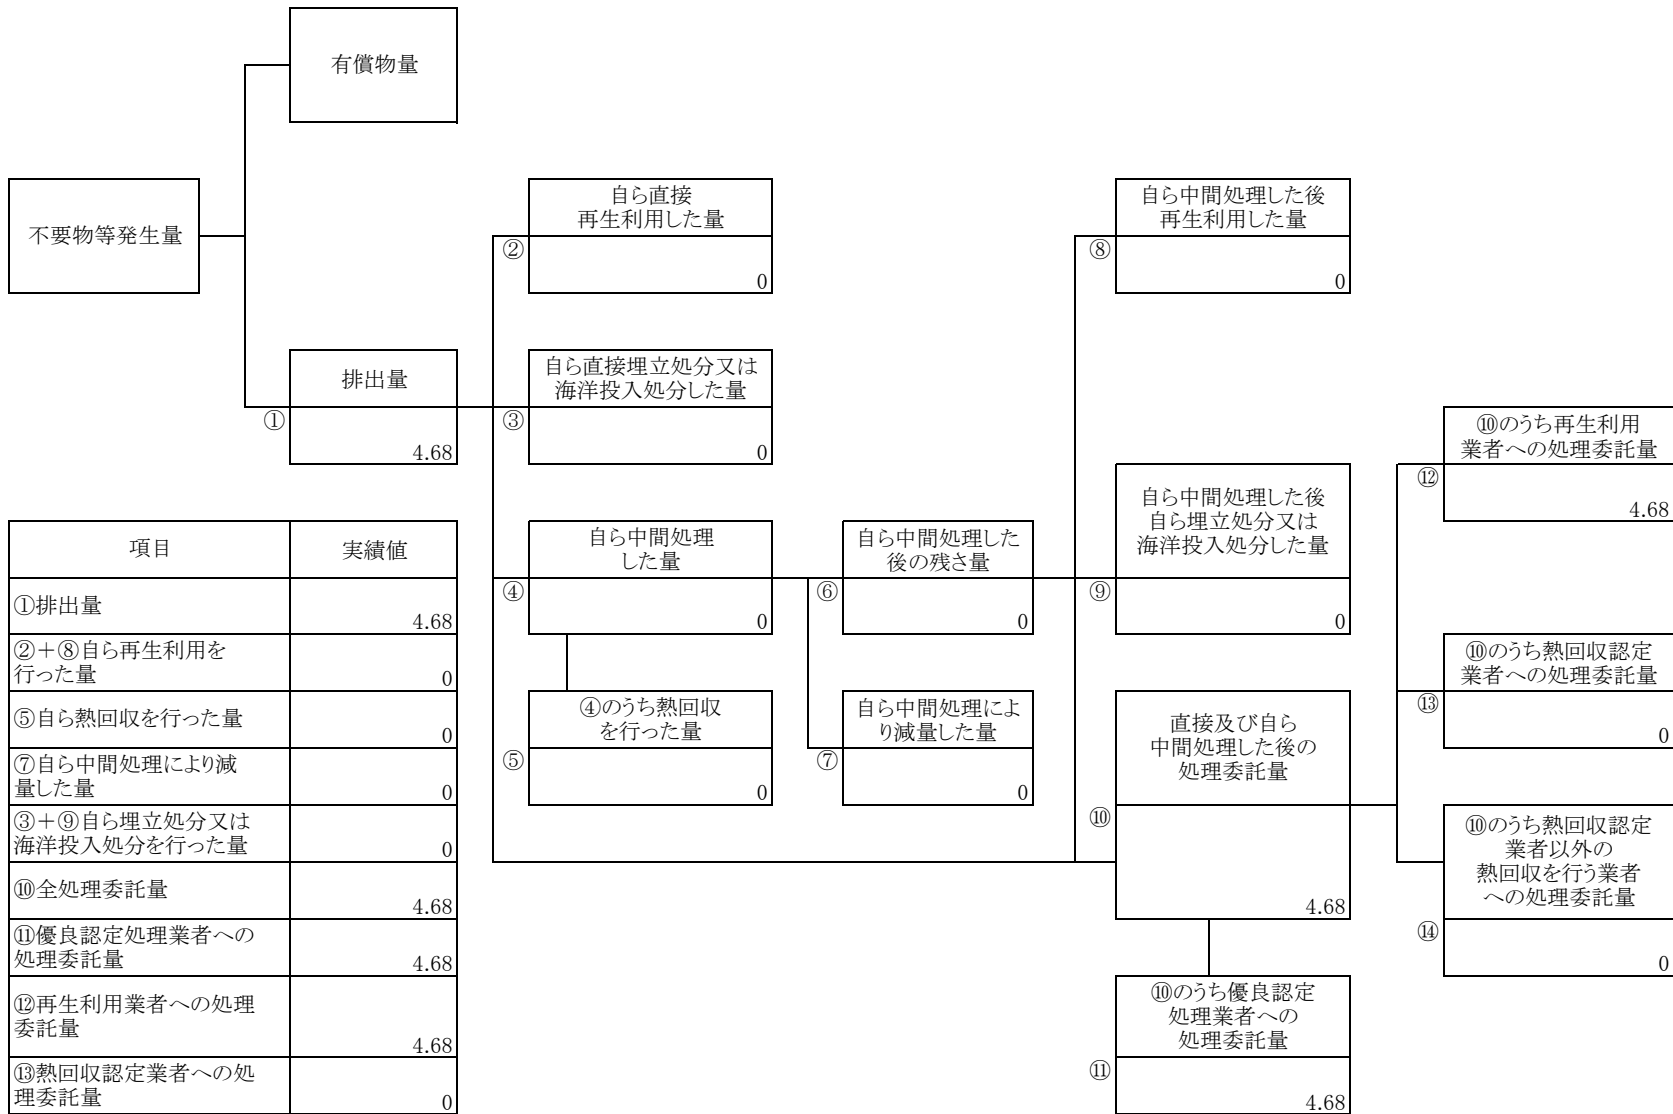 有償物量
不要物等発生量
自ら直接
再生利用した量
②
0
自ら中間処理した後
再生利用した量
⑧
0
排出量
①
4.68
自ら直接埋立処分又は
海洋投入処分した量
③
0
⑩のうち再生利用
業者への処理委託量
⑫
4.68
自ら中間処理した後
自ら埋立処分又は
海洋投入処分した量
⑨
0
自ら中間処理
した量
④
0
自ら中間処理した
後の残さ量
⑥
0
⑩のうち熱回収認定
業者への処理委託量
⑬
0
④のうち熱回収
を行った量
⑤
0
自ら中間処理によ
り減量した量
⑦
0
直接及び自ら
中間処理した後の
処理委託量
⑩
4.68
⑩のうち熱回収認定
業者以外の
熱回収を行う業者
への処理委託量
⑭
0
⑩のうち優良認定
処理業者への
処理委託量
⑪
4.68
項目 実績値
①排出量
4.68
②＋⑧自ら再生利用を
行った量
0
⑤自ら熱回収を行った量
0
⑦自ら中間処理により減
量した量
0
③＋⑨自ら埋立処分又は
海洋投入処分を行った量
0
⑩全処理委託量
4.68
⑪優良認定処理業者への
処理委託量
4.68
⑫再生利用業者への処理
委託量
4.68
⑬熱回収認定業者への処
理委託量
0